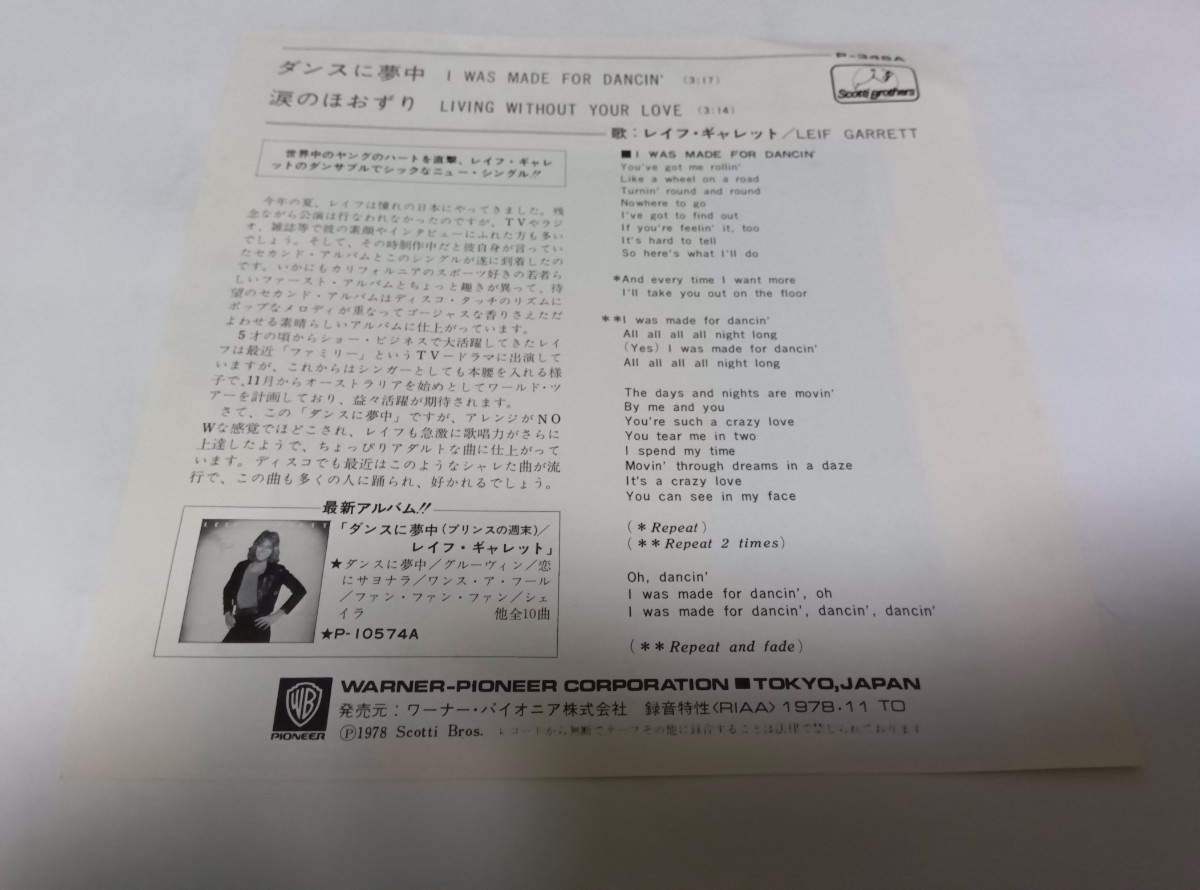 P-346A
ダンスに夢中 I WAS MADE FOR DANCIN' (3:17)
涙のほおずり LIVING WITHOUT YOUR LOVE (3:14)
Scotti Brothers
歌:レイフ・ギャレット/LEIF GARRETT
世界中のヤングのハートを直撃、レイフ・ギャレ
ットのダンサブルでシックなニュー・シングル!!
今年の夏、レイフは憧れの日本にやってきました。残
念ながら公演は行なわれなかったのですが、TVやラジ
オ、雑誌等で彼の素顔やインタビューにふれた方も多い
でしょう。そして、その時制作中だと彼自身が言ってい
たセカンド・アルバムとこのシングルが遂に到着したの
です。いかにもカリフォルニアのスポーツ好きの若者ら
しいファースト・アルバムとちょっと趣きが異って、待
望のセカンド・アルバムはディスコ・タッチのリズムに
ポップなメロディが重なってゴージャスな香りさえただ
よわせる素晴らしいアルバムに仕上がっています。
5才の頃からショー・ビジネスで大活躍してきたレイ
フは最近「ファミリー」というTV-ドラマに出演して
いますが、これからはシンガーとしても本腰を入れる様
子で、11月からオーストラリアを始めとしてワールド・ツ
アーを計画しており、益々活躍が期待されます。
さて、この「ダンスに夢中」ですが、アレンジがNO
Wな感覚でほどこされ、レイフも急激に歌唱力がさらに
上達したようで、ちょっぴりアダルトな曲に仕上がって
います。ディスコでも最近はこのようなシャレた曲が流
行で、この曲も多くの人に踊られ、好かれるでしょう。
最新アルバム!!
「ダンスに夢中(プリンスの週末)/
レイフ・ギャレット」
★ダンスに夢中/グルーヴィン/恋
にサヨナラ/ワンス・ア・フール
/ファン・ファン・ファン/シェ
イラ 他全10曲
★P-10574A
■I WAS MADE FOR DANCIN'
You've got me rollin'
Like a wheel on a road
Turnin' round and round
Nowhere to go
I've got to find out
If you're feelin' it, too
It's hard to tell
So here's what I'll do
*And every time I want more
I'll take you out on the floor
**I was made for dancin'
All all all all night long
(Yes) I was made for dancin'
All all all all night long
The days and nights are movin'
By me and you
You're such a crazy love
You tear me in two
I spend my time
Movin' through dreams in a daze
It's a crazy love
You can see in my face
(*Repeat)
(**Repeat 2 times)
Oh, dancin'
I was made for dancin', oh
I was made for dancin', dancin', dancin'
(**Repeat and fade)
WB
PIONEER
WARNER-PIONEER CORPORATION ■ TOKYO, JAPAN
発売元:ワーナー・パイオニア株式会社 録音特性〈RIAA〉1978・11 TO
Ⓟ1978 Scotti Bros. レコードから無断でテープその他に録音することは法律で禁じられております